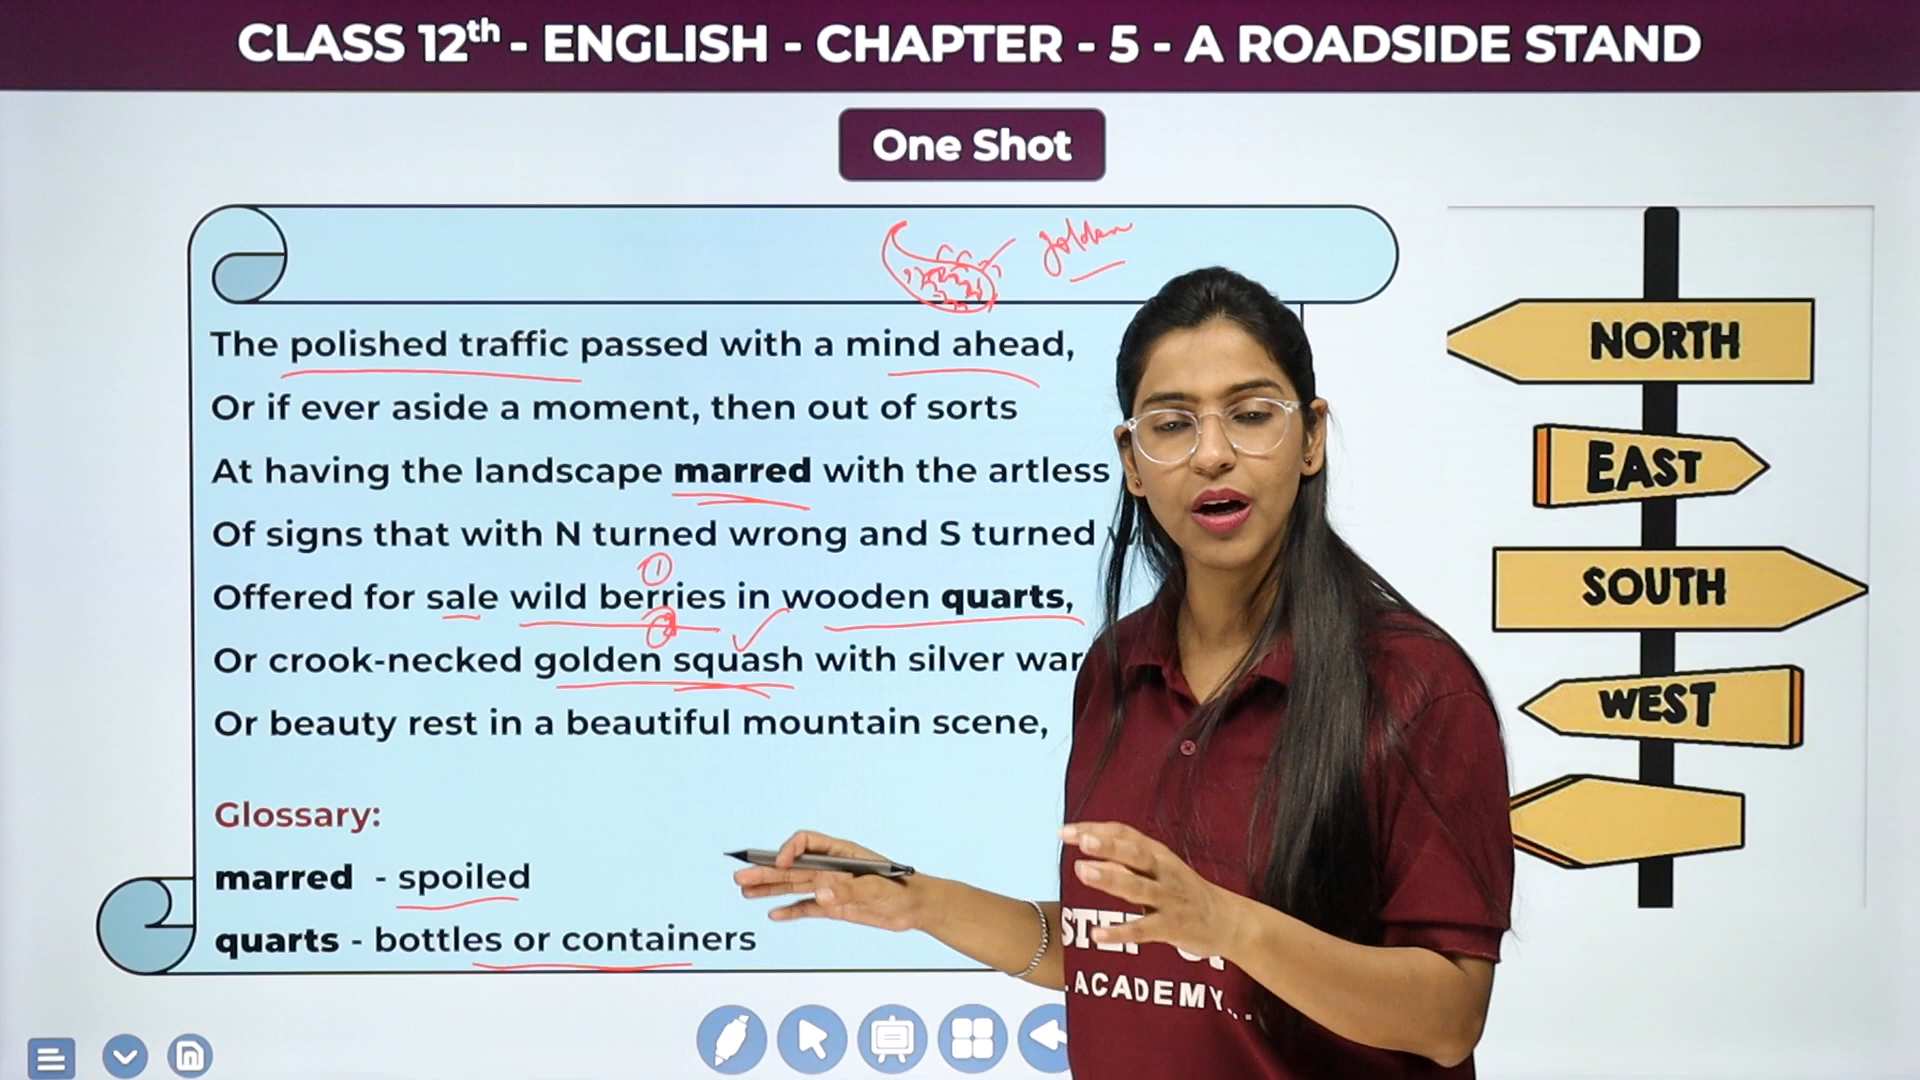 CLASS 12th - ENGLISH - CHAPTER - 5 - A ROADSIDE STAND
One Shot
golden
The polished traffic passed with a mind ahead,
Or if ever aside a moment, then out of sorts
At having the landscape marred with the artless
Of signs that with N turned wrong and S turned
Offered for sale wild berries in wooden quarts,
1
2
Or crook-necked golden squash with silver war
Or beauty rest in a beautiful mountain scene,
Glossary:
marred - spoiled
quarts - bottles or containers
NORTH
EAST
SOUTH
WEST
STEP UP
ACADEMY